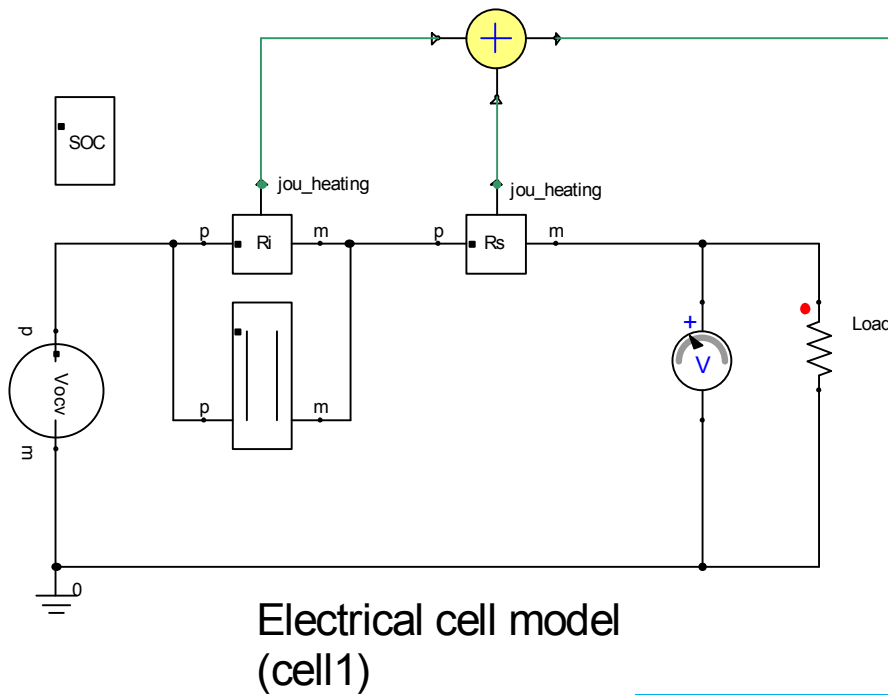 SOC
jou_heating
jou_heating
p
Ri
m
p
Rs
m
p
Vocv
m
p
m
+
V
Load
0
Electrical cell model
(cell1)